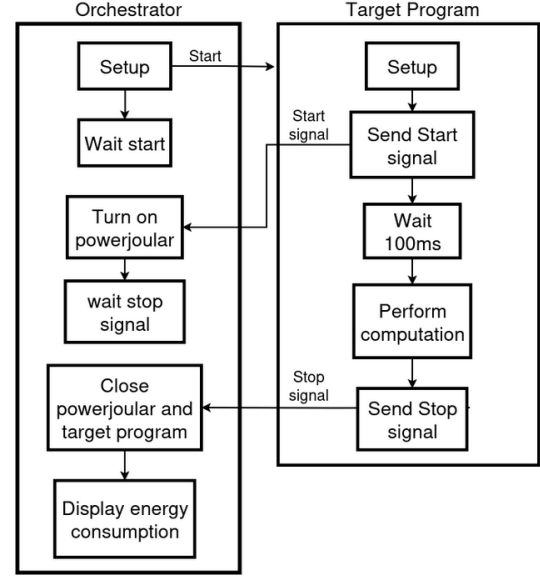 Orchestrator
Setup
Wait start
Turn on
powerjoular
wait stop
signal
Close
powerjoular and
target program
Display energy
consumption
Start
Start
signal
Stop
signal
Target Program
Setup
Send Start
signal
Wait
100ms
Perform
computation
Send Stop
signal